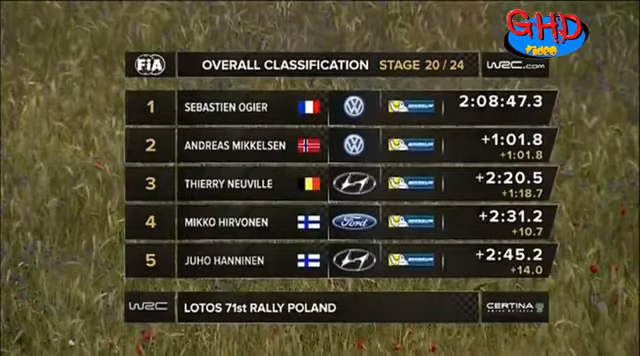 GHD
Video
FIA OVERALL CLASSIFICATION STAGE 20 / 24 WRC.COM
1 SEBASTIEN OGIER 2:08:47.3
2 ANDREAS MIKKELSEN +1:01.8
+1:01.8
3 THIERRY NEUVILLE +2:20.5
+1:18.7
4 MIKKO HIRVONEN Ford +2:31.2
+10.7
5 JUHO HANNINEN +2:45.2
+14.0
WRC LOTOS 71st RALLY POLAND CERTINA